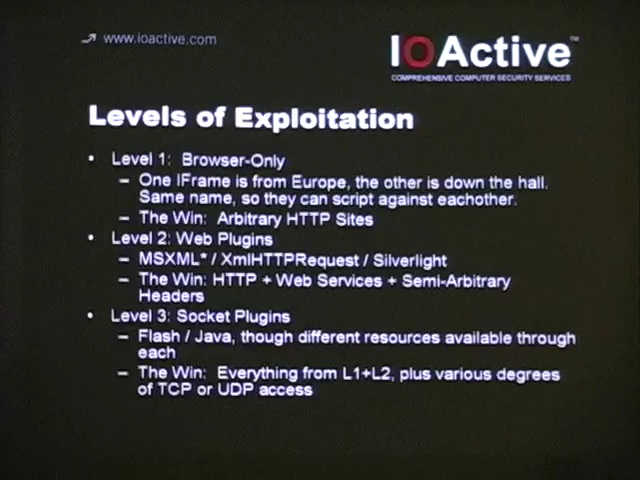 www.ioactive.com
IOActive™
COMPREHENSIVE COMPUTER SECURITY SERVICES
Levels of Exploitation
• Level 1: Browser-Only
– One IFrame is from Europe, the other is down the hall.
Same name, so they can script against eachother.
– The Win: Arbitrary HTTP Sites
• Level 2: Web Plugins
– MSXML* / XmlHTTPRequest / Silverlight
– The Win: HTTP + Web Services + Semi-Arbitrary
Headers
• Level 3: Socket Plugins
– Flash / Java, though different resources available through
each
– The Win: Everything from L1+L2, plus various degrees
of TCP or UDP access